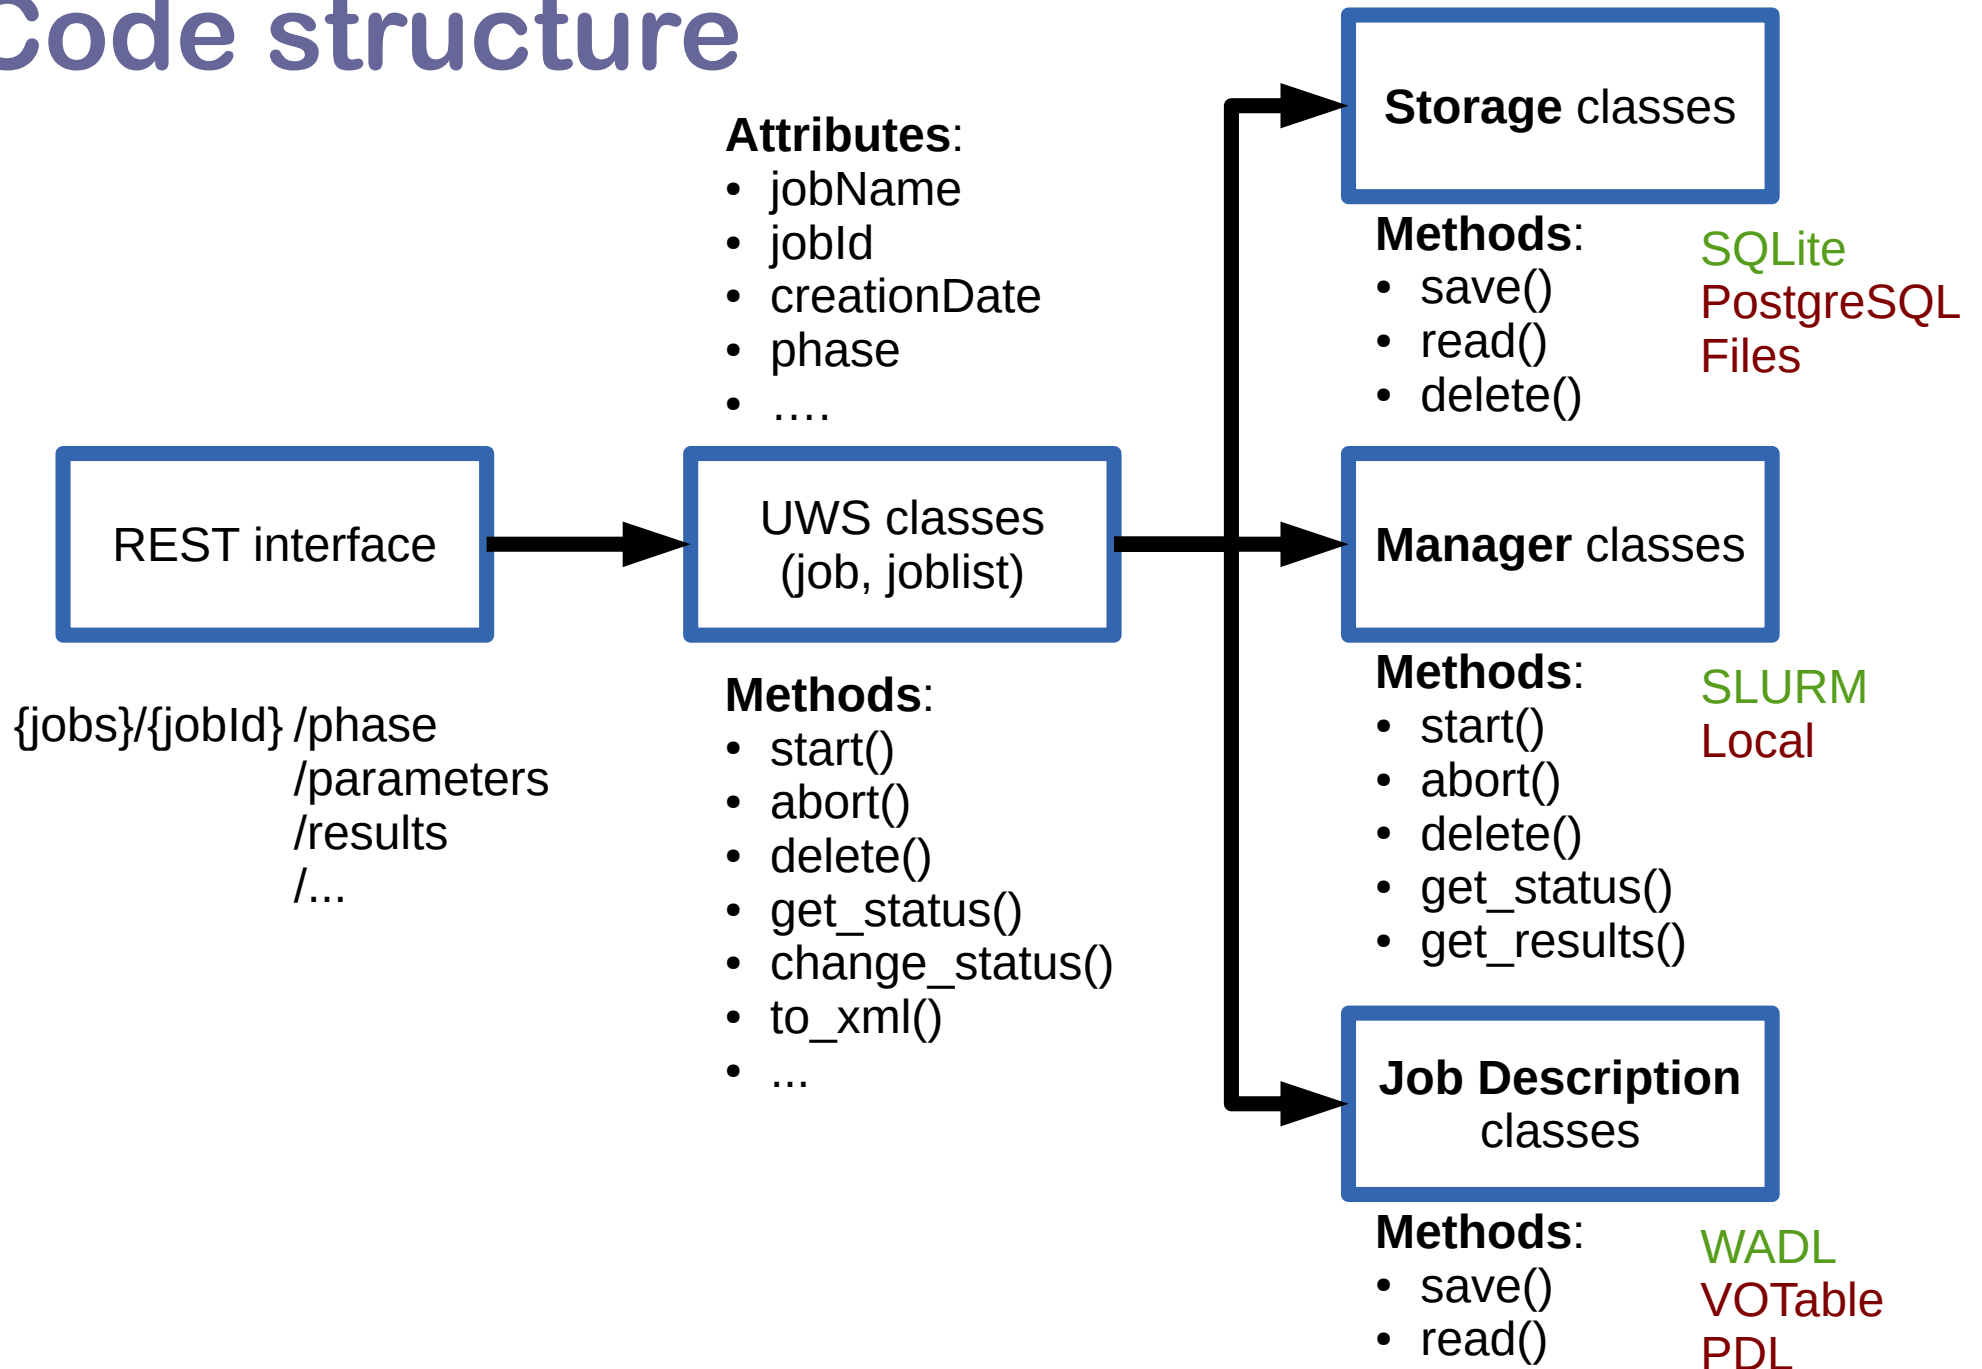 Code structure
Attributes:
• jobName
• jobId
• creationDate
• phase
• ....
REST interface
{jobs}/{jobId} /phase
/parameters
/results
/...
UWS classes
(job, joblist)
Methods:
• start()
• abort()
• delete()
• get_status()
• change_status()
• to_xml()
• ...
Storage classes
Methods:
• save()
• read()
• delete()
SQLite
PostgreSQL
Files
Manager classes
Methods:
• start()
• abort()
• delete()
• get_status()
• get_results()
SLURM
Local
Job Description
classes
Methods:
• save()
• read()
WADL
VOTable
PDL